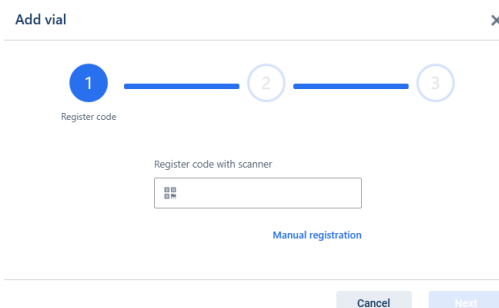 Add vial
1
2
3
Register code
Register code with scanner
Manual registration
Cancel
Next